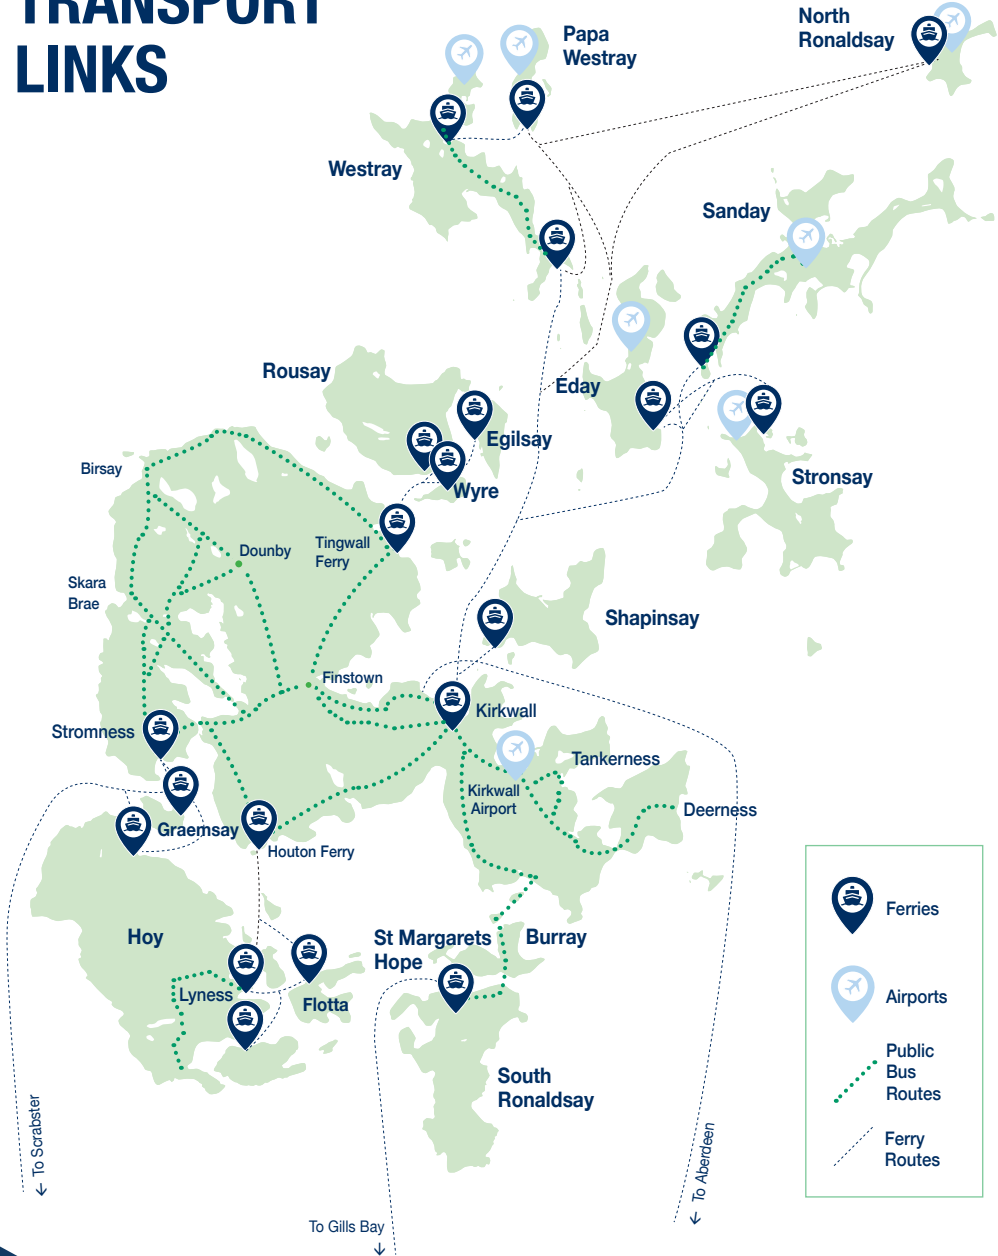 TRANSPORT
LINKS
North
Ronaldsay
Papa
Westray
Westray
Sanday
Rousay
Eday
Egilsay
Wyre
Stronsay
Birsay
Tingwall
Ferry
Dounby
Skara
Brae
Shapinsay
Finstown
Kirkwall
Stromness
Tankerness
Kirkwall
Airport
Deerness
Graemsay
Houton Ferry
Hoy
St Margarets
Hope
Burray
Lyness
Flotta
South
Ronaldsay
To Scrabster
To Gills Bay
To Aberdeen
Ferries
Airports
Public
Bus
Routes
Ferry
Routes